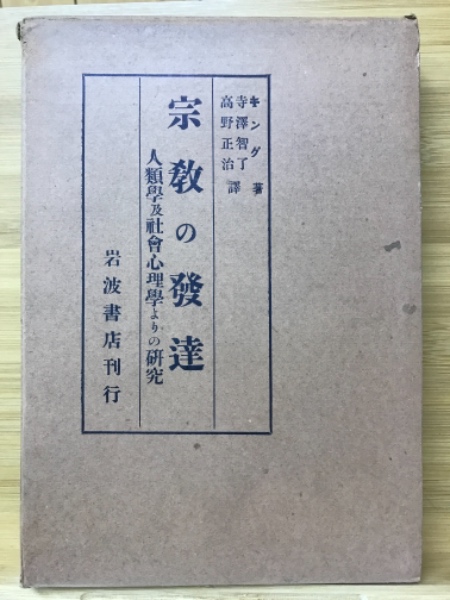 キング著
寺澤智了
高野正治
譯
宗教の發達
人類學及社會心理學よりの研究
岩波書店刊行